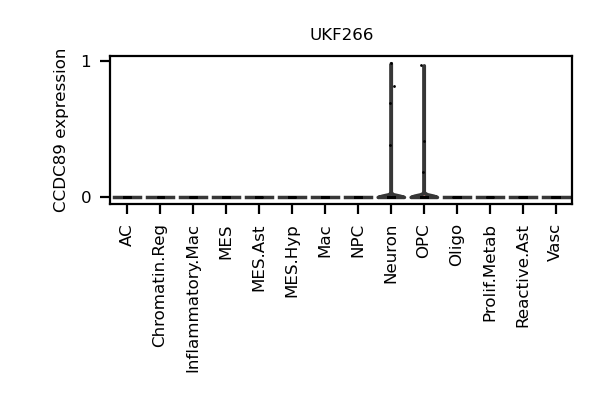 UKF266
CCDC89 expression
1
0
AC
Chromatin.Reg
Inflammatory.Mac
MES
MES.Ast
MES.Hyp
Mac
NPC
Neuron
OPC
Oligo
Prolif.Metab
Reactive.Ast
Vasc